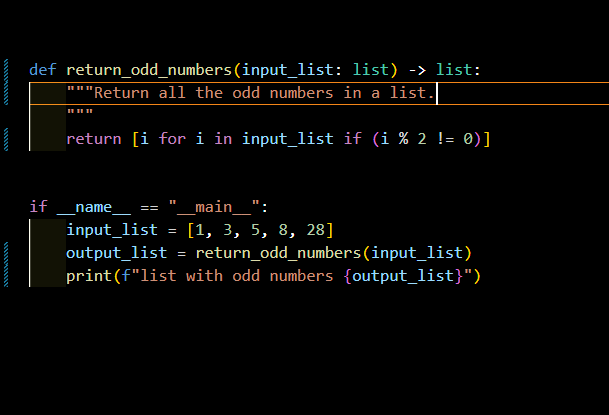 def return_odd_numbers(input_list: list) -> list:
    """Return all the odd numbers in a list.
    """
    return [i for i in input_list if (i % 2 != 0)]
if __name__ == "__main__":
    input_list = [1, 3, 5, 8, 28]
    output_list = return_odd_numbers(input_list)
    print(f"list with odd numbers {output_list}")